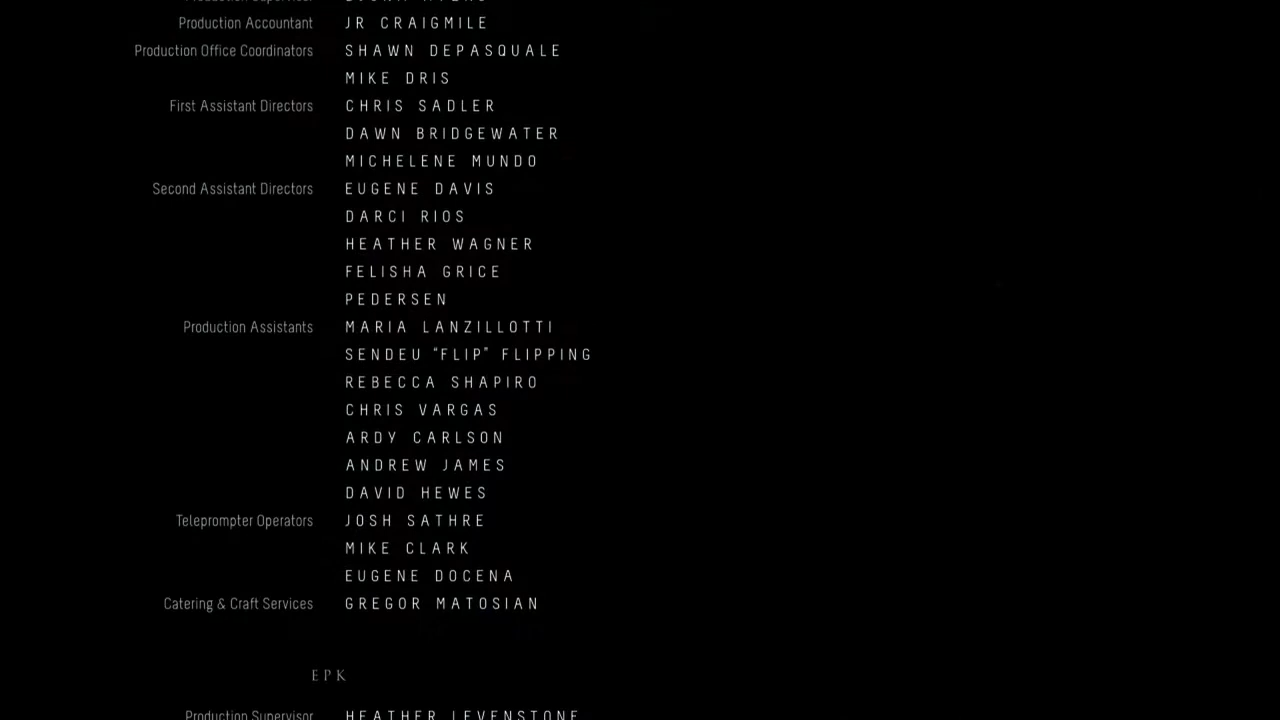 Production Accountant JR CRAIGMILE
Production Office Coordinators SHAWN DEPASQUALE
MIKE DRIS
First Assistant Directors CHRIS SADLER
DAWN BRIDGEWATER
MICHELENE MUNDO
Second Assistant Directors EUGENE DAVIS
DARCI RIOS
HEATHER WAGNER
FELISHA GRICE
PEDERSEN
Production Assistants MARIA LANZILLOTTI
SENDEU “FLIP” FLIPPING
REBECCA SHAPIRO
CHRIS VARGAS
ARDY CARLSON
ANDREW JAMES
DAVID HEWES
Teleprompter Operators JOSH SATHRE
MIKE CLARK
EUGENE DOCENA
Catering & Craft Services GREGOR MATOSIAN
EPK
Production Supervisor HEATHER LEVENSTONE